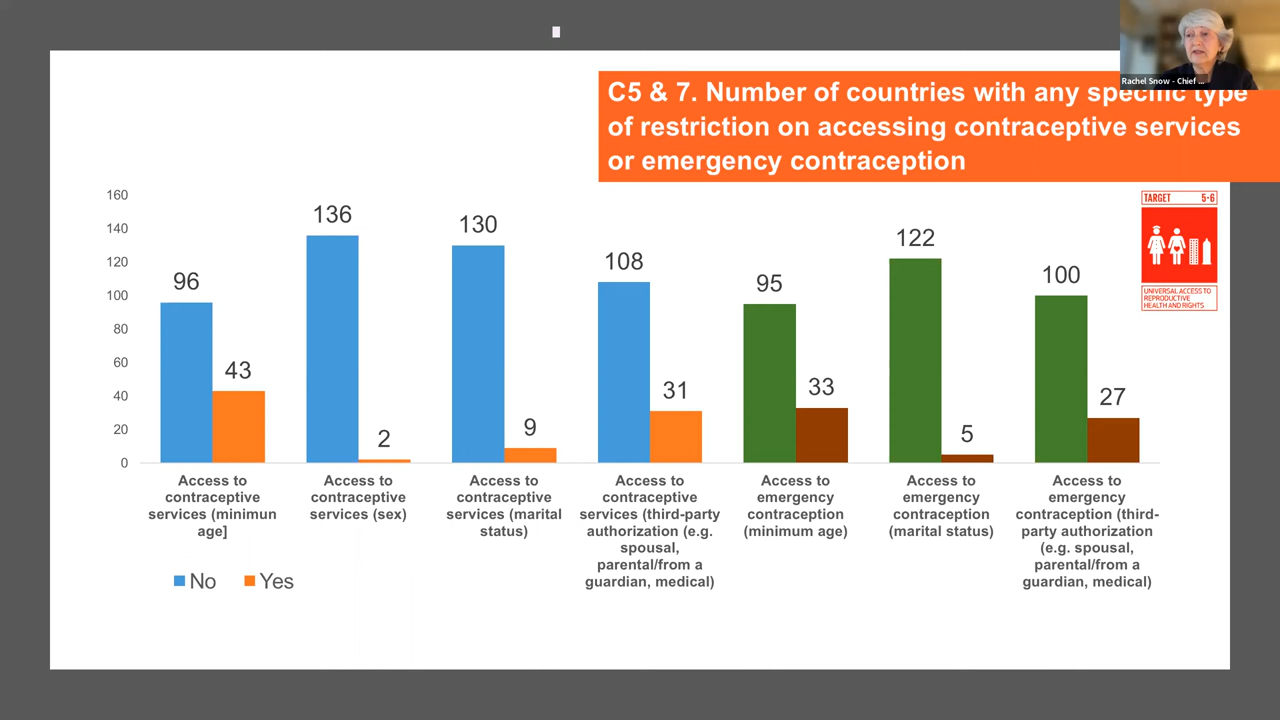 Rachel Snow - Chief ...
C5 & 7. Number of countries with any specific type
of restriction on accessing contraceptive services
or emergency contraception
TARGET 5·6
UNIVERSAL ACCESS TO
REPRODUCTIVE
HEALTH AND RIGHTS
160
140
120
100
80
60
40
20
0
96
43
136
2
130
9
108
31
95
33
122
5
100
27
Access to
contraceptive
services (minimun
age]
Access to
contraceptive
services (sex)
Access to
contraceptive
services (marital
status)
Access to
contraceptive
services (third-party
authorization (e.g.
spousal,
parental/from a
guardian, medical)
Access to
emergency
contraception
(minimum age)
Access to
emergency
contraception
(marital status)
Access to
emergency
contraception (third-
party authorization
(e.g. spousal,
parental/from a
guardian, medical)
No Yes